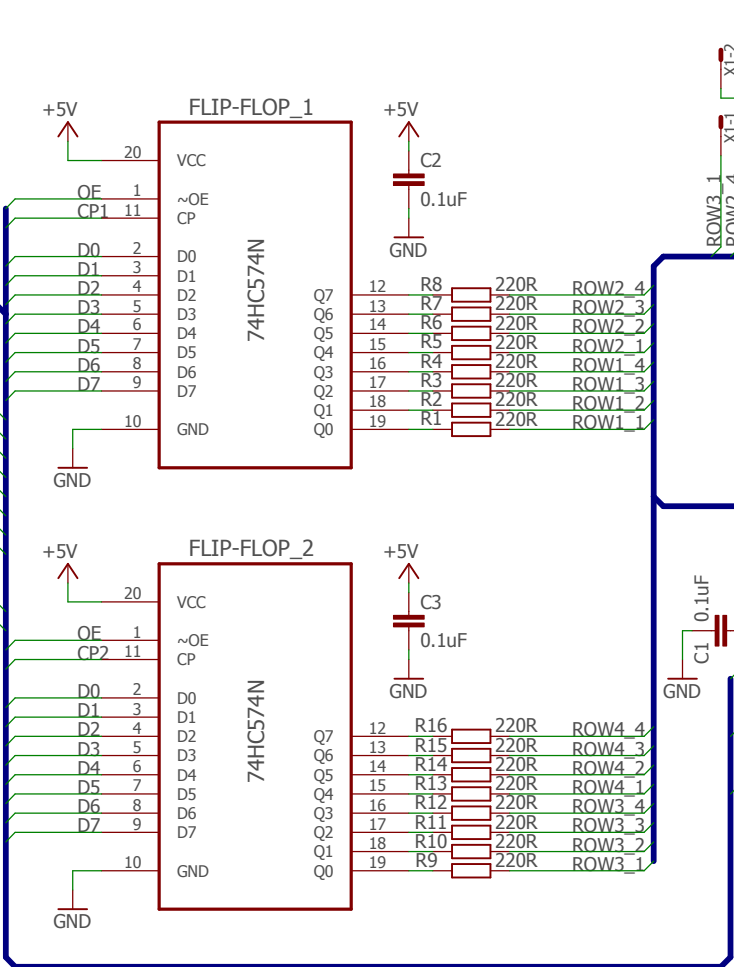 X1-2
X1-1
ROW3_1
ROW2_4
FLIP-FLOP_1
+5V
+5V
20 VCC
C2
0.1uF
GND
OE 1 ~OE
CP1 11 CP
74HC574N
D0 2 D0
D1 3 D1
D2 4 D2
D3 5 D3
D4 6 D4
D5 7 D5
D6 8 D6
D7 9 D7
10 GND
GND
Q7 12 R8 220R ROW2_4
Q6 13 R7 220R ROW2_3
Q5 14 R6 220R ROW2_2
Q4 15 R5 220R ROW2_1
Q3 16 R4 220R ROW1_4
Q2 17 R3 220R ROW1_3
Q1 18 R2 220R ROW1_2
Q0 19 R1 220R ROW1_1
FLIP-FLOP_2
+5V
+5V
20 VCC
C3
0.1uF
GND
OE 1 ~OE
CP2 11 CP
74HC574N
D0 2 D0
D1 3 D1
D2 4 D2
D3 5 D3
D4 6 D4
D5 7 D5
D6 8 D6
D7 9 D7
10 GND
GND
Q7 12 R16 220R ROW4_4
Q6 13 R15 220R ROW4_3
Q5 14 R14 220R ROW4_2
Q4 15 R13 220R ROW4_1
Q3 16 R12 220R ROW3_4
Q2 17 R11 220R ROW3_3
Q1 18 R10 220R ROW3_2
Q0 19 R9 220R ROW3_1
C1 0.1uF
GND